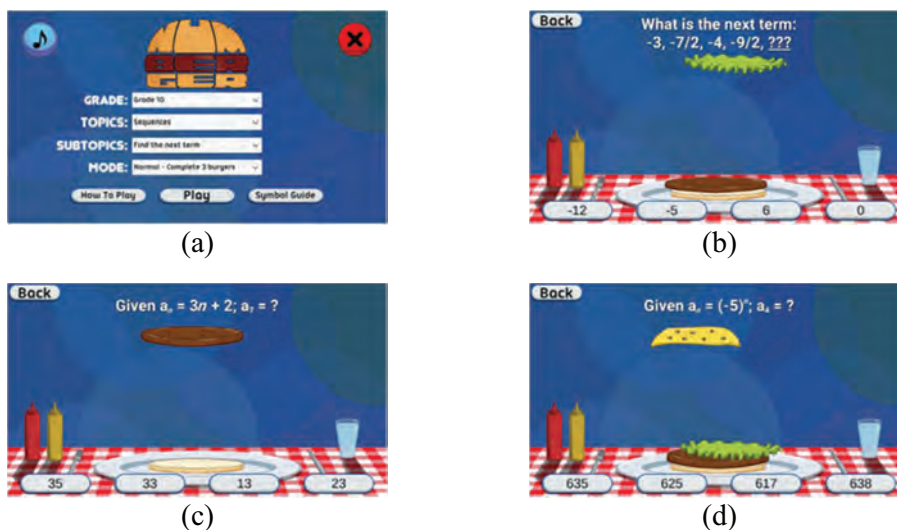 GRADE: Grade 10
TOPICS: Sequences
SUBTOPICS: Find the next term
MODE: Normal - Complete 3 burgers
How To Play Play Symbol Guide
(a)
Back
What is the next term:
-3, -7/2, -4, -9/2, ???
-12 -5 6 0
(b)
Back
Given aₙ = 3n + 2; a₇ = ?
35 33 13 23
(c)
Back
Given aₙ = (-5)ⁿ; a₄ = ?
635 625 617 638
(d)